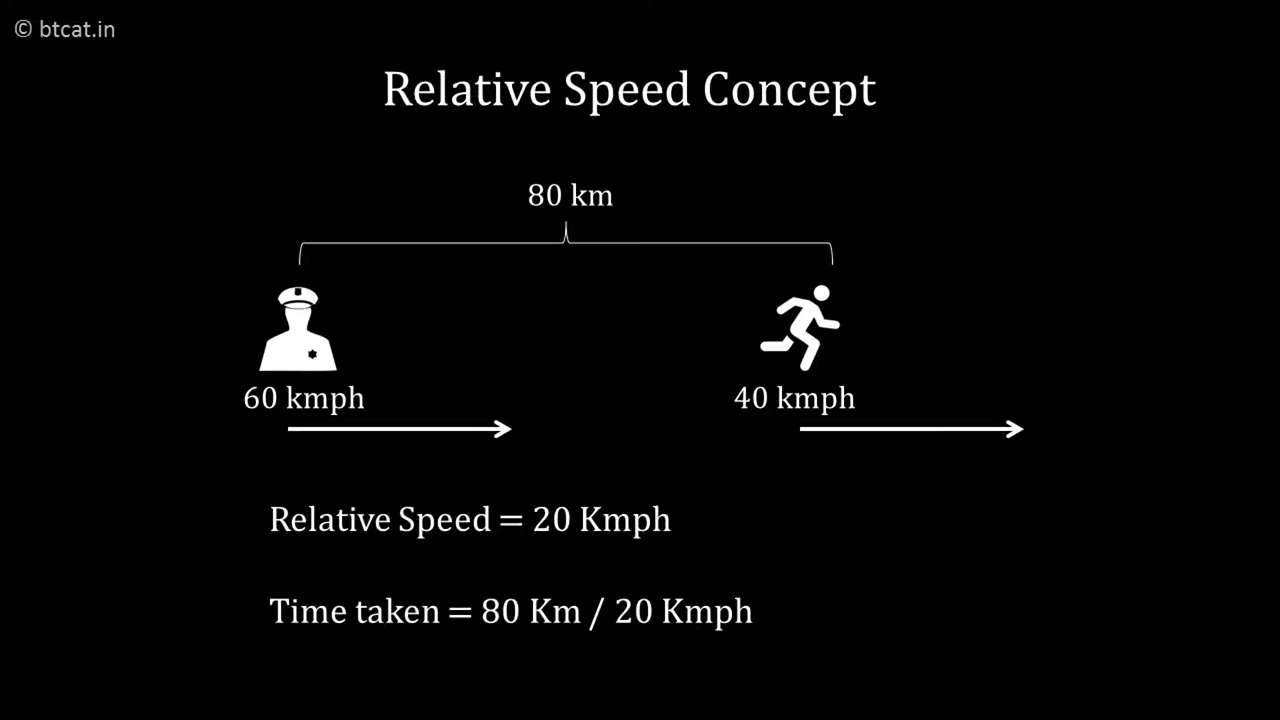 © btcat.in
Relative Speed Concept
80 km
60 kmph
40 kmph
Relative Speed = 20 Kmph
Time taken = 80 Km / 20 Kmph